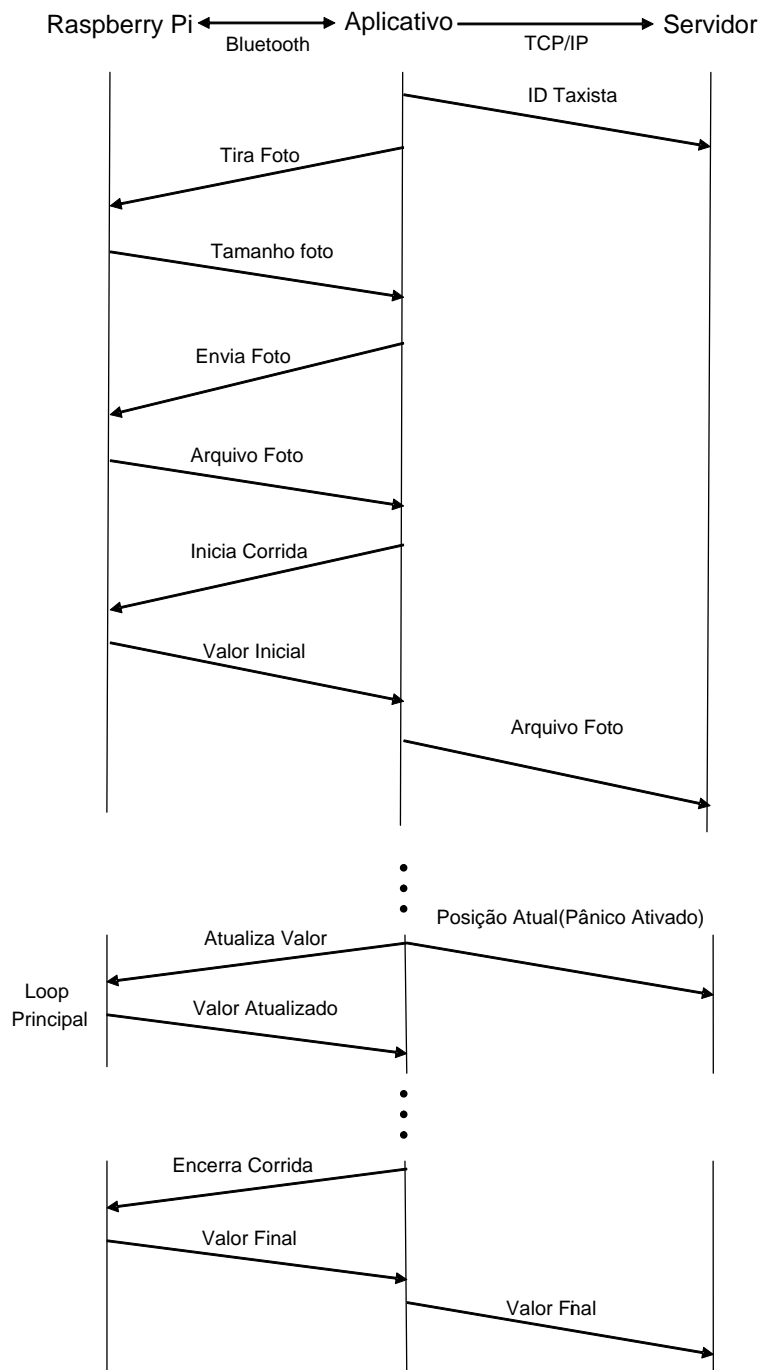 Raspberry Pi Aplicativo Servidor
Bluetooth TCP/IP
ID Taxista
Tira Foto
Tamanho foto
Envia Foto
Arquivo Foto
Inicia Corrida
Valor Inicial
Arquivo Foto
Posição Atual(Pânico Ativado)
Atualiza Valor
Loop
Principal
Valor Atualizado
Encerra Corrida
Valor Final
Valor Final